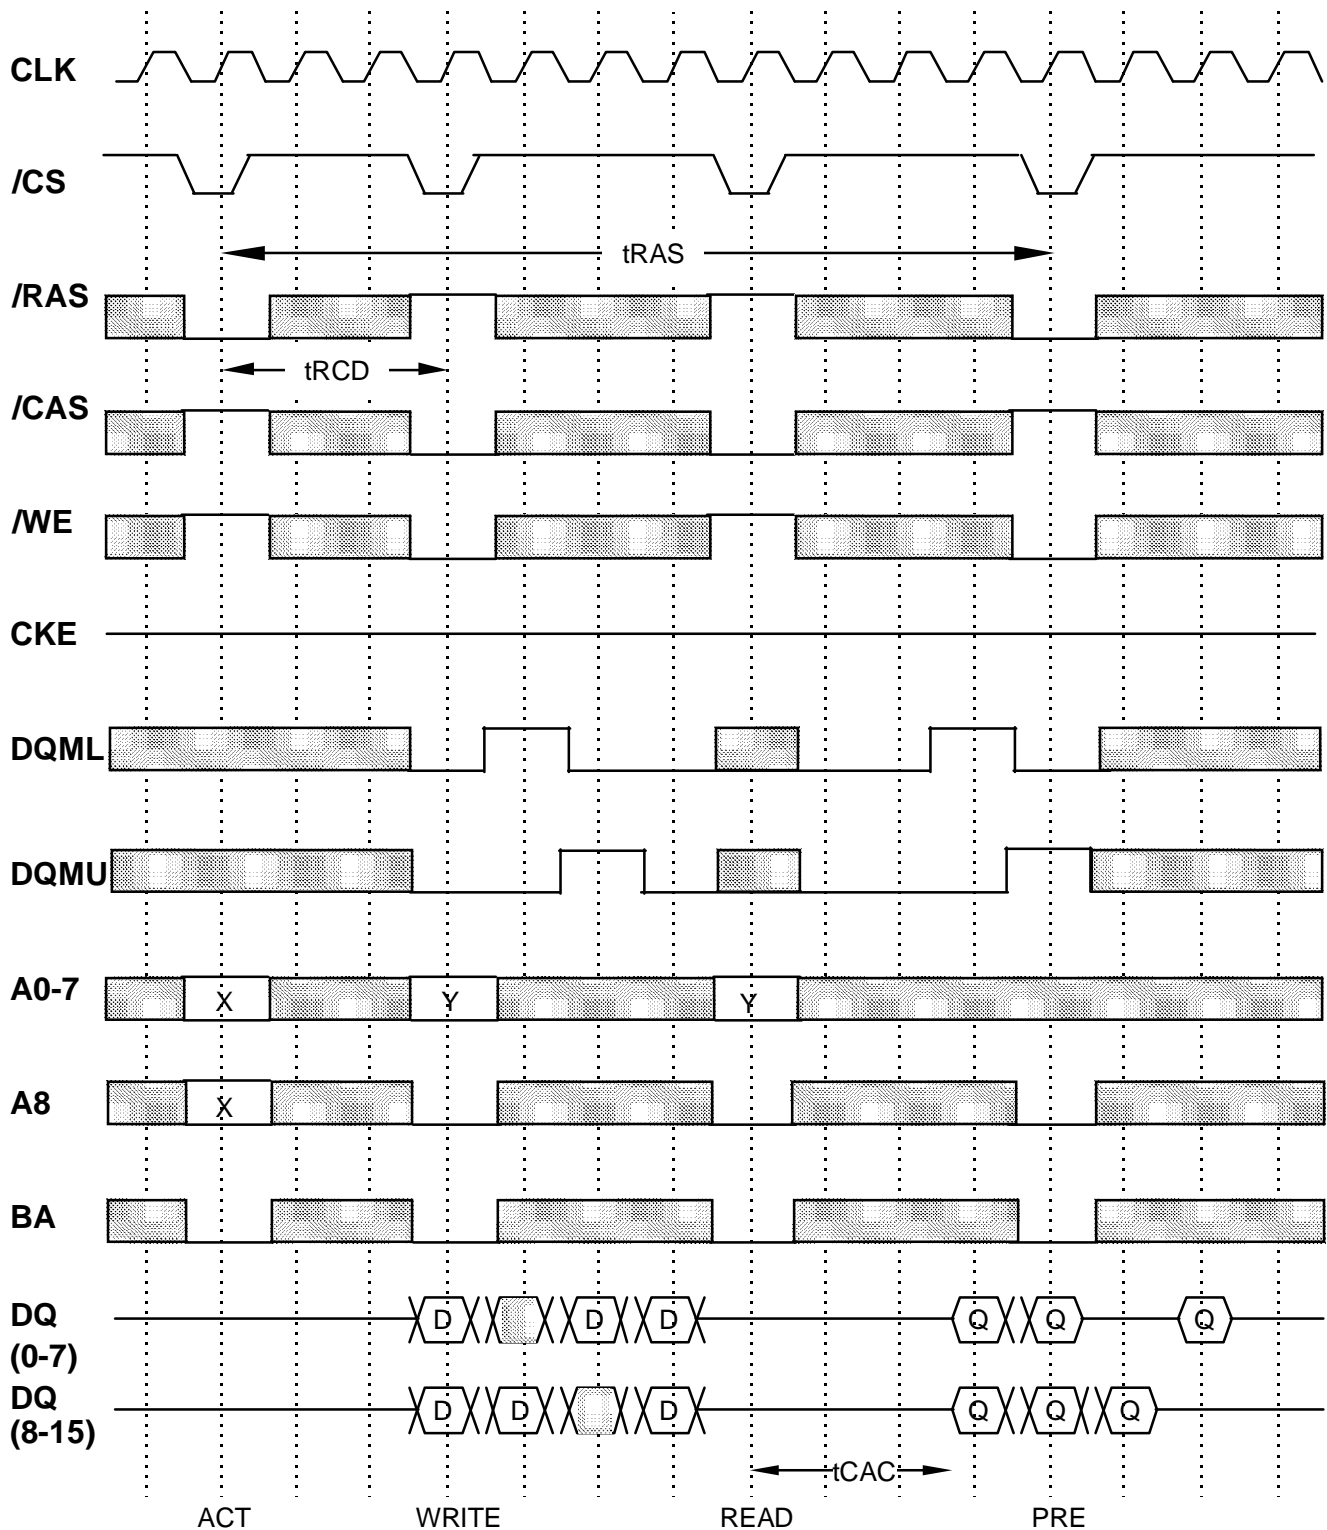 CLK
/CS
tRAS
/RAS
tRCD
/CAS
/WE
CKE
DQML
DQMU
A0-7 X Y Y
A8 X
BA
DQ D D D Q Q Q
(0-7)
DQ D D D Q Q Q
(8-15)
tCAC
ACT WRITE READ PRE